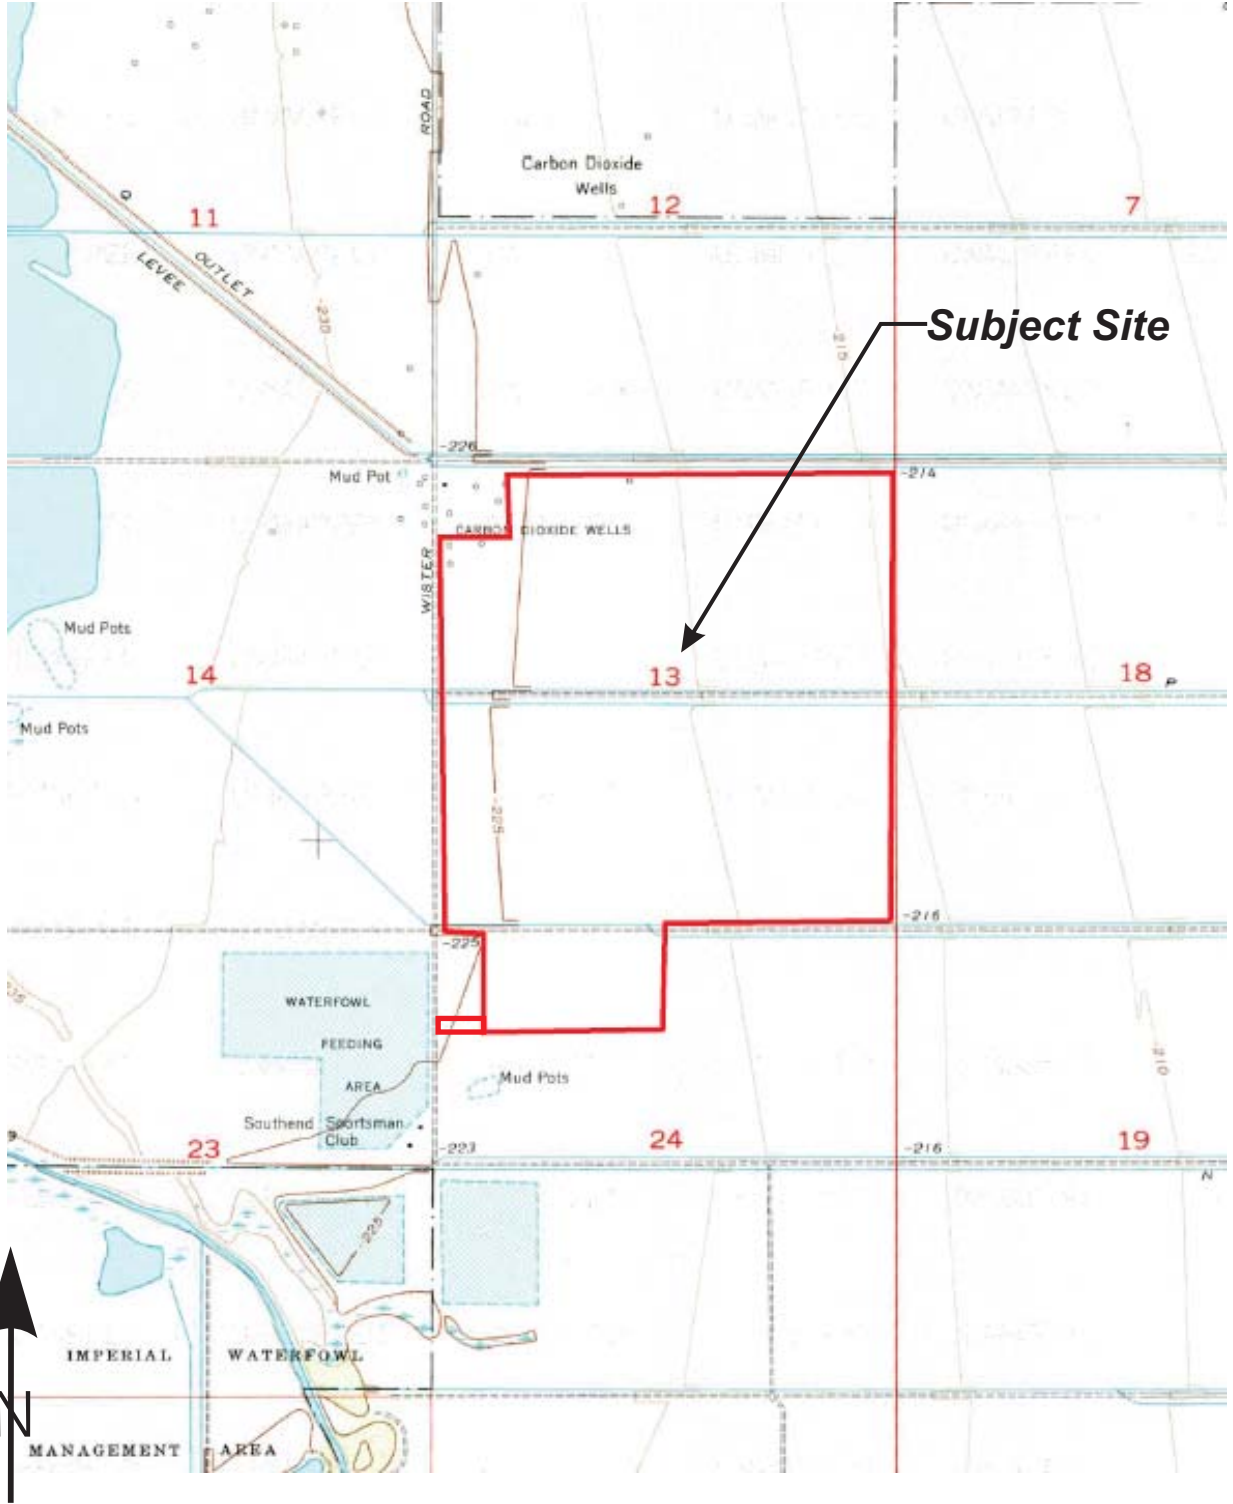 ROAD
Carbon Dioxide
Wells
Q
11
12
7
OUTLET
LEVEE
-230
-210
Subject Site
-226
Mud Pot
-214
CARBON DIOXIDE WELLS
WISTER
Mud Pots
14
13
18
P
Mud Pots
-225
-216
-225
WATERFOWL
FEEDING
AREA
-210
Mud Pots
Southend Sportsman
Club
23
-223
24
-216
19
N
-225
IMPERIAL WATERFOWL
N
MANAGEMENT AREA